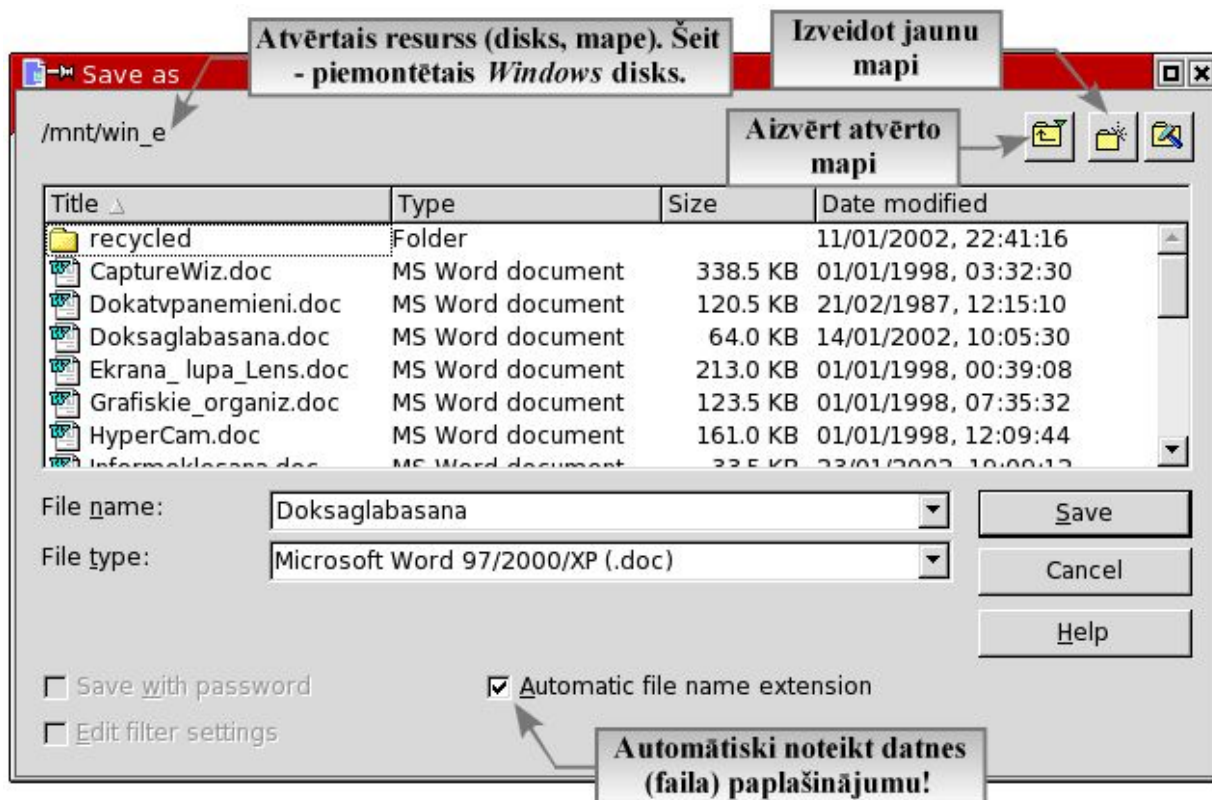 Atvērtais resurss (disks, mape). Šeit
- piemontētais Windows disks.
Izveidot jaunu
mapi
Save as
/mnt/win_e
Aizvērt atvērto
mapi
Title Type Size Date modified
recycled Folder 11/01/2002, 22:41:16
CaptureWiz.doc MS Word document 338.5 KB 01/01/1998, 03:32:30
Dokatvpanemieni.doc MS Word document 120.5 KB 21/02/1987, 12:15:10
Doksaglabasana.doc MS Word document 64.0 KB 14/01/2002, 10:05:30
Ekrana_ lupa_Lens.doc MS Word document 213.0 KB 01/01/1998, 00:39:08
Grafiskie_organiz.doc MS Word document 123.5 KB 01/01/1998, 07:35:32
HyperCam.doc MS Word document 161.0 KB 01/01/1998, 12:09:44
MS Word document 33.5 KB
File name: Doksaglabasana Save
File type: Microsoft Word 97/2000/XP (.doc) Cancel
Help
Save with password Automatic file name extension
Edit filter settings
Automātiski noteikt datnes
(faila) paplašinājumu!